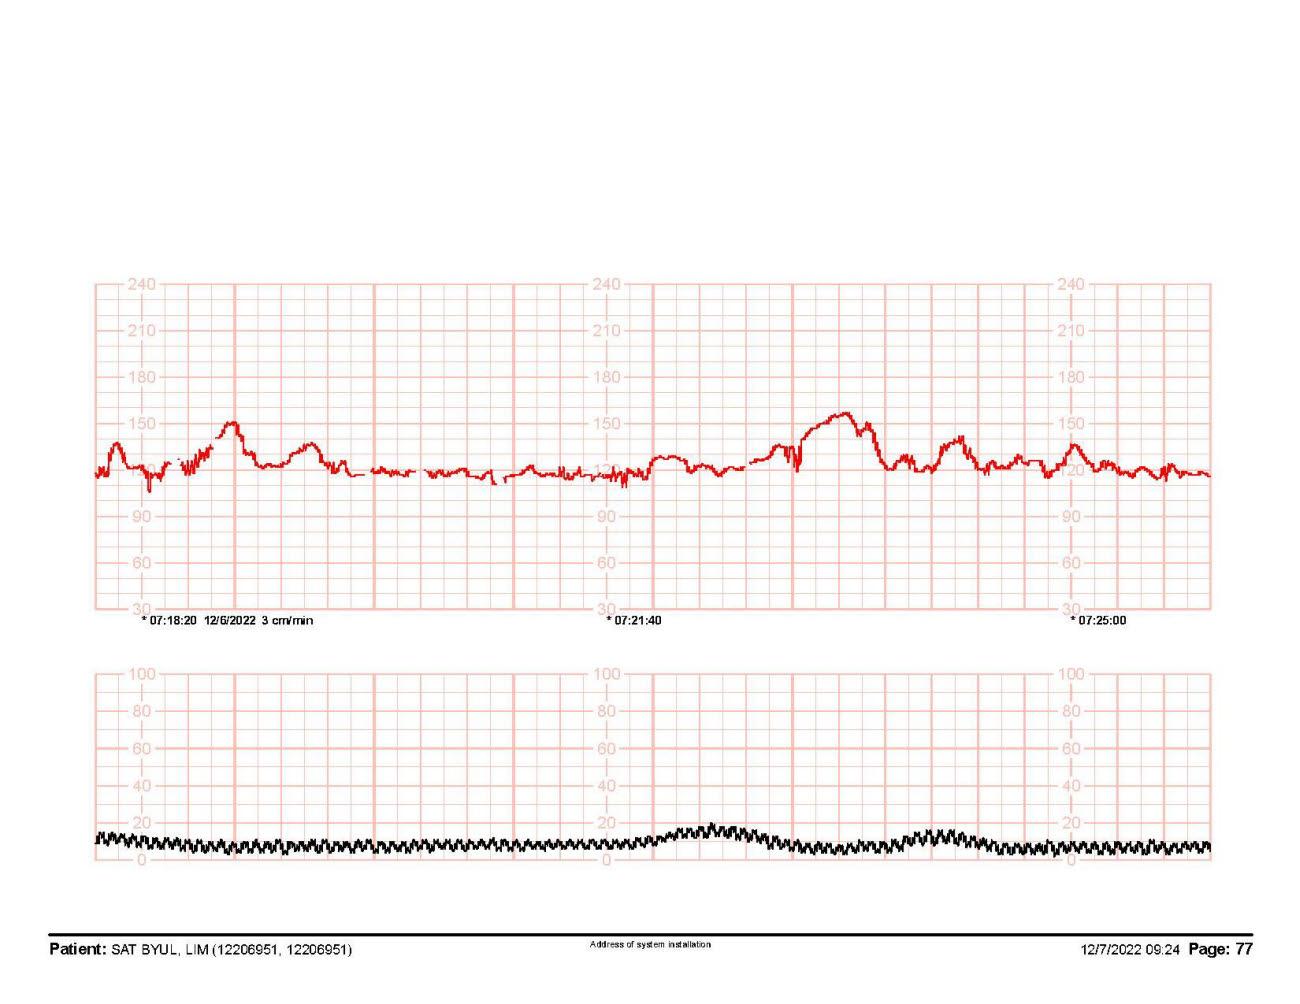 240 240 240
210 210 210
180 180 180
150 150 150
120 120 120
90 90 90
60 60 60
30 30 30
* 07:18:20 12/6/2022 3 cm/min * 07:21:40 * 07:25:00
100 100 100
80 80 80
60 60 60
40 40 40
20 20 20
0 0 0
Patient: SAT BYUL, LIM (12206951, 12206951) Address of system installation 12/7/2022 09:24 Page: 77